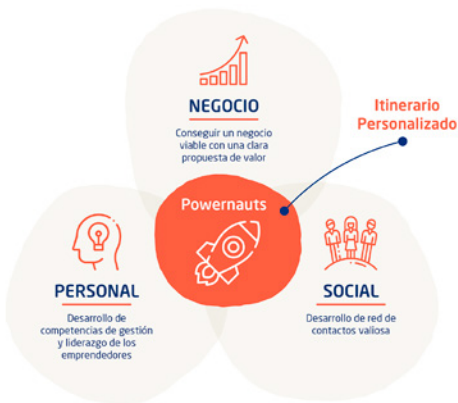 NEGOCIO
Conseguir un negocio
viable con una clara
propuesta de valor
Itinerario
Personalizado
Powernauts
PERSONAL
Desarrollo de
competencias de gestión
y liderazgo de los
emprendedores
SOCIAL
Desarrollo de red de
contactos valiosa